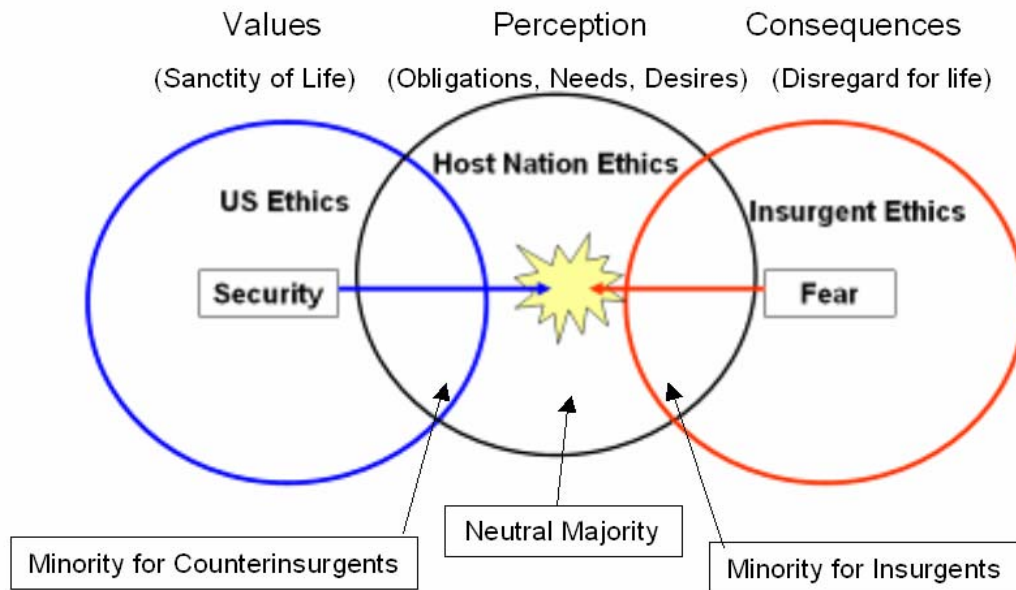 Values Perception Consequences
(Sanctity of Life) (Obligations, Needs, Desires) (Disregard for life)
Host Nation Ethics
US Ethics Insurgent Ethics
Security Fear
Neutral Majority
Minority for Counterinsurgents Minority for Insurgents